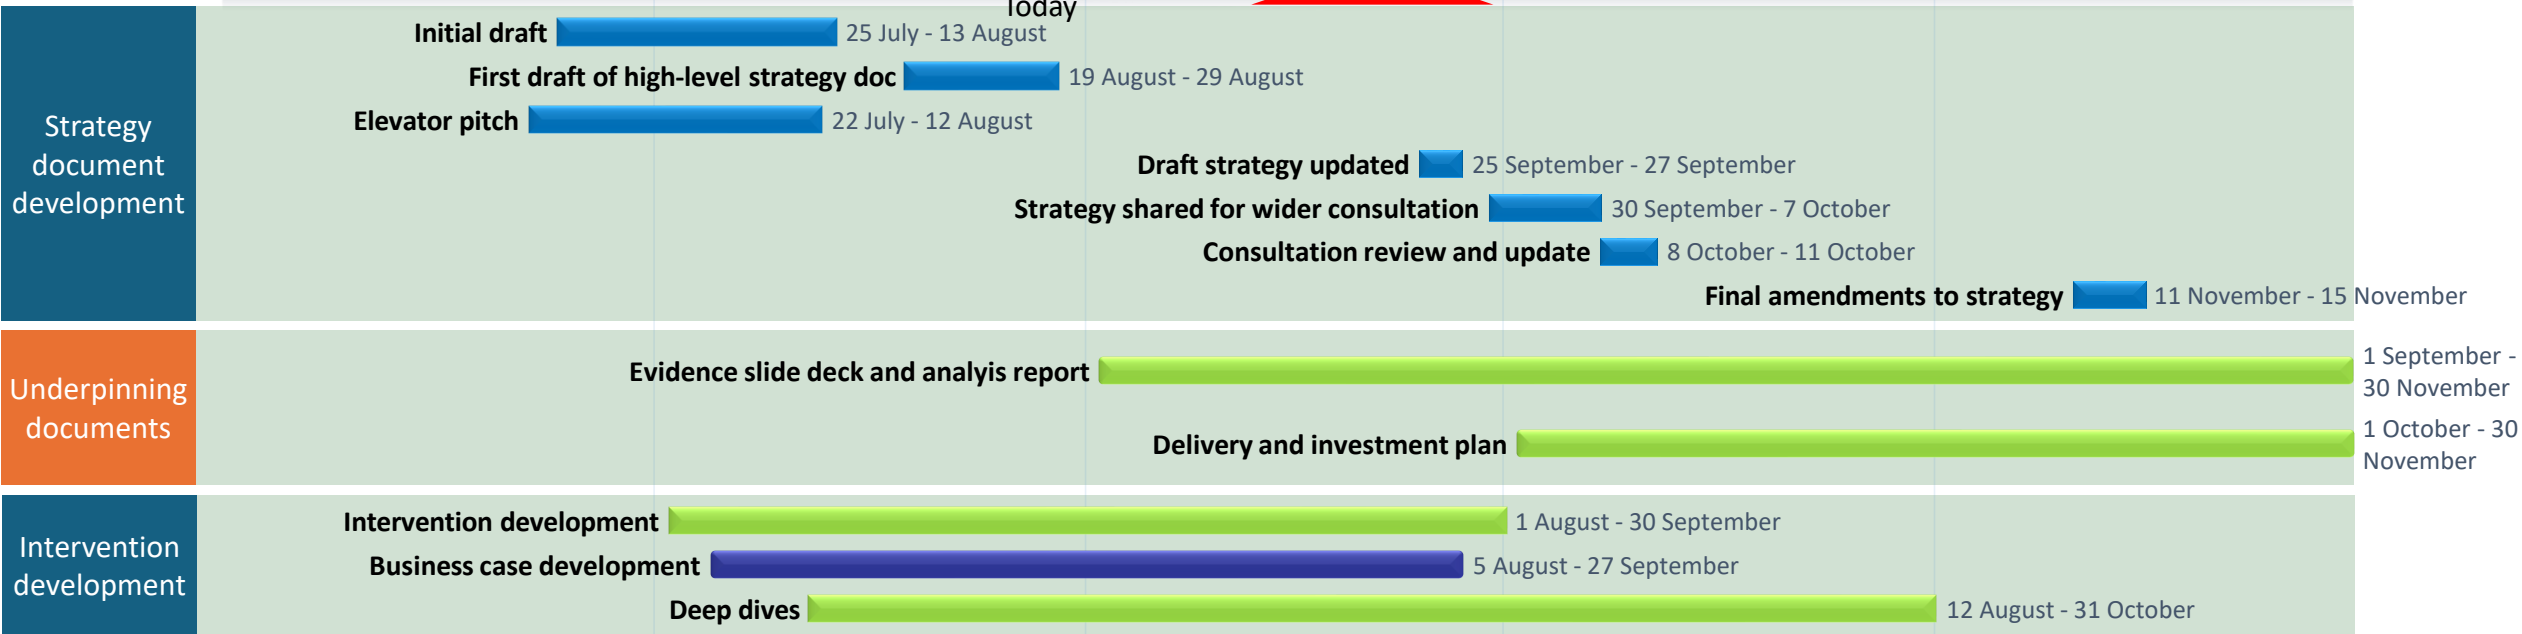 Today
Strategy
document
development
Initial draft 25 July - 13 August
First draft of high-level strategy doc 19 August - 29 August
Elevator pitch 22 July - 12 August
Draft strategy updated 25 September - 27 September
Strategy shared for wider consultation 30 September - 7 October
Consultation review and update 8 October - 11 October
Final amendments to strategy 11 November - 15 November
Underpinning
documents
Evidence slide deck and analyis report 1 September -
30 November
Delivery and investment plan 1 October - 30
November
Intervention
development
Intervention development 1 August - 30 September
Business case development 5 August - 27 September
Deep dives 12 August - 31 October